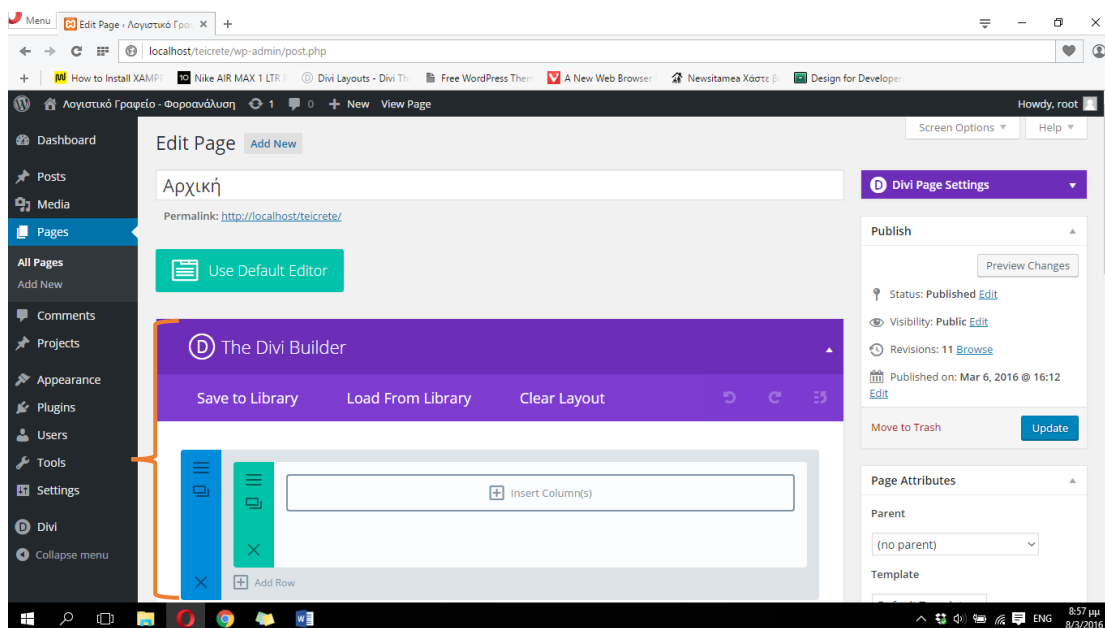 Menu
Edit Page ‹ Λογιστικό Γρα
localhost/teicrete/wp-admin/post.php
How to Install XAMP
Nike AIR MAX 1 LTR
Divi Layouts - Divi Th
Free WordPress Them
A New Web Browser
Newsitamea Χάστε β
Design for Developer
Λογιστικό Γραφείο - Φοροανάλυση 1 0 + New View Page
Howdy, root
Screen Options
Help
Dashboard
Posts
Media
Pages
All Pages
Add New
Comments
Projects
Appearance
Plugins
Users
Tools
Settings
Divi
Collapse menu
Edit Page Add New
Αρχική
Permalink: http://localhost/teicrete/
Use Default Editor
D The Divi Builder
Save to Library Load From Library Clear Layout
Insert Column(s)
Add Row
D Divi Page Settings
Publish
Preview Changes
Status: Published Edit
Visibility: Public Edit
Revisions: 11 Browse
Published on: Mar 6, 2016 @ 16:12
Edit
Move to Trash Update
Page Attributes
Parent
(no parent)
Template
ENG
8:57 μμ
8/3/2016